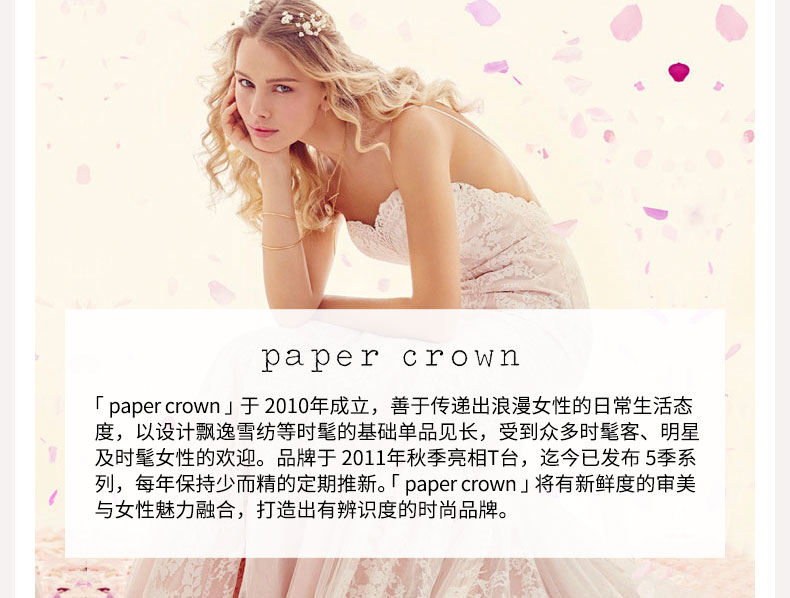 paper crown
「 paper crown 」于 2010年成立，善于传递出浪漫女性的日常生活态
度，以设计飘逸雪纺等时髦的基础单品见长，受到众多时髦客、明星
及时髦女性的欢迎。品牌于 2011年秋季亮相T台，迄今已发布 5季系
列，每年保持少而精的定期推新。「 paper crown 」将有新鲜度的审美
与女性魅力融合，打造出有辨识度的时尚品牌。